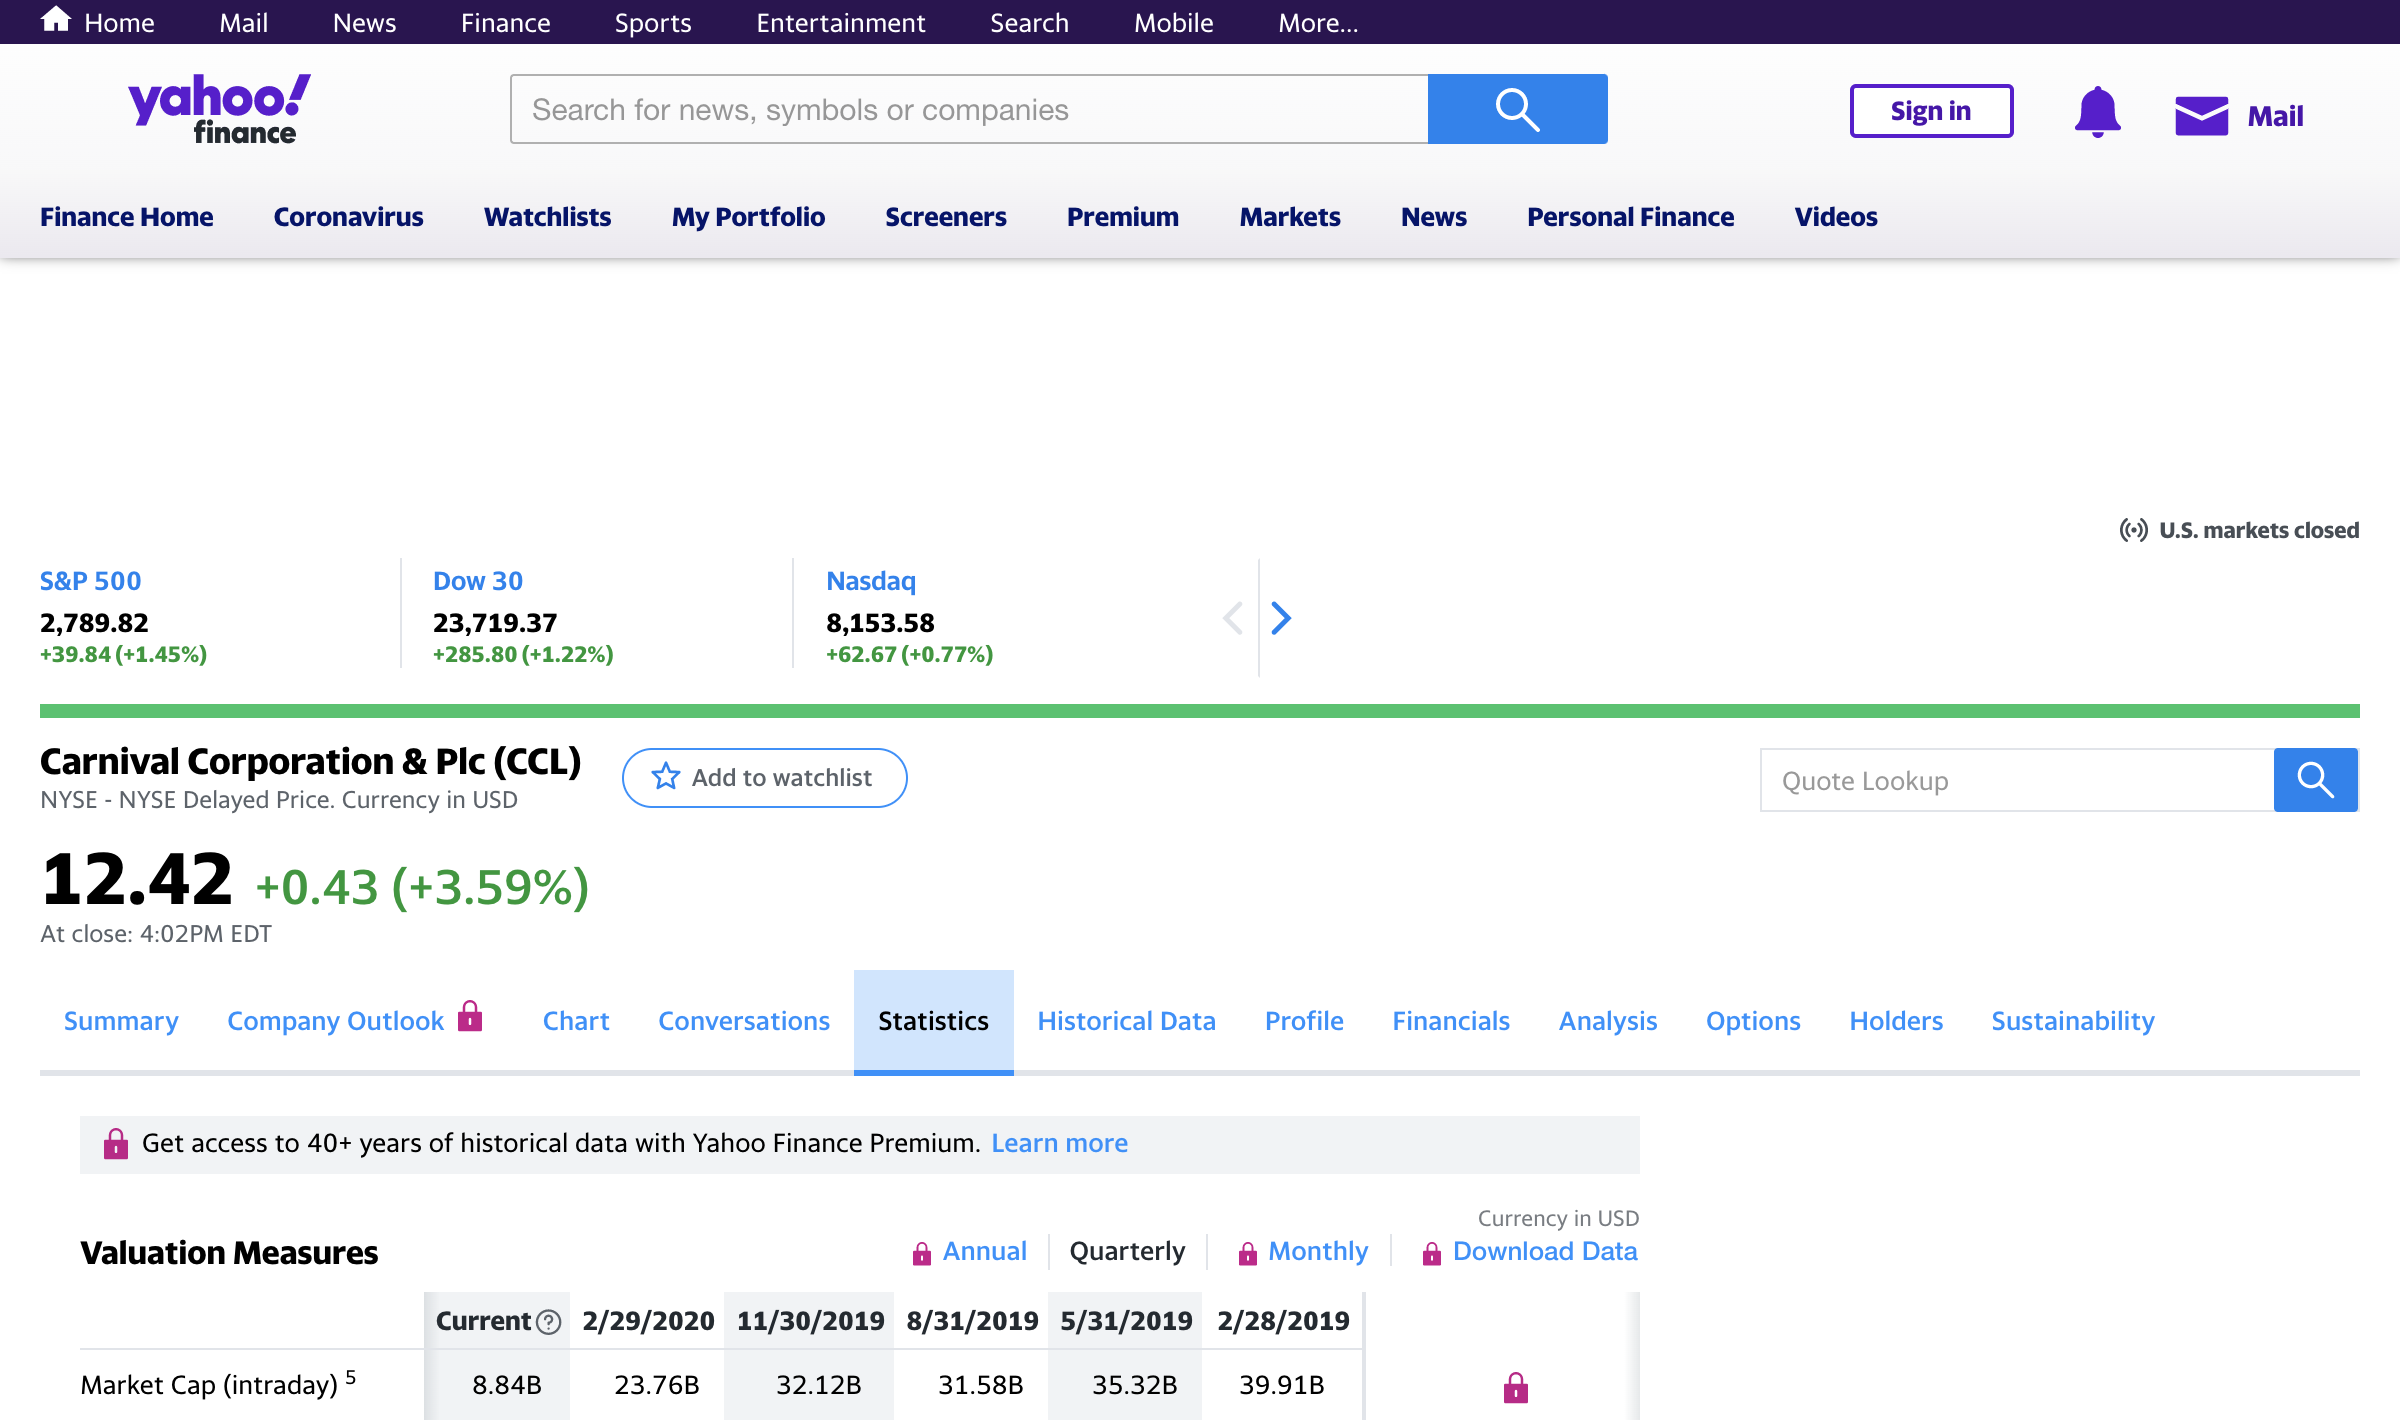 Home Mail News Finance Sports Entertainment Search Mobile More...
yahoo!
finance
Search for news, symbols or companies
Sign in
Mail
Finance Home Coronavirus Watchlists My Portfolio Screeners Premium Markets News Personal Finance Videos
U.S. markets closed
S&P 500
2,789.82
+39.84 (+1.45%)
Dow 30
23,719.37
+285.80 (+1.22%)
Nasdaq
8,153.58
+62.67 (+0.77%)
Carnival Corporation & Plc (CCL)
NYSE - NYSE Delayed Price. Currency in USD
Add to watchlist
Quote Lookup
12.42 +0.43 (+3.59%)
At close: 4:02PM EDT
Summary Company Outlook Chart Conversations Statistics Historical Data Profile Financials Analysis Options Holders Sustainability
Get access to 40+ years of historical data with Yahoo Finance Premium. Learn more
Currency in USD
Valuation Measures Annual Quarterly Monthly Download Data
Current ? 2/29/2020 11/30/2019 8/31/2019 5/31/2019 2/28/2019
Market Cap (intraday) 5 8.84B 23.76B 32.12B 31.58B 35.32B 39.91B